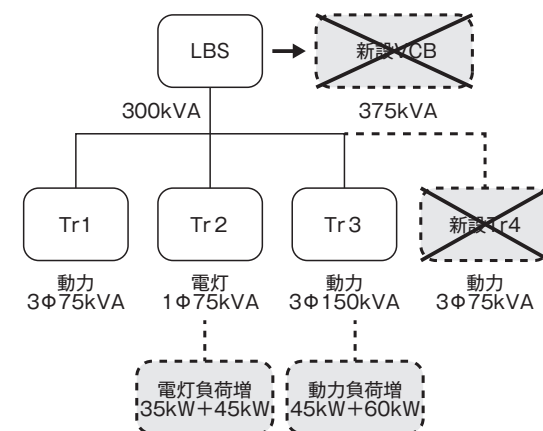 LBS
新設VCB
300kVA
375kVA
Tr1
Tr2
Tr3
新設Tr4
動力
3Φ75kVA
電灯
1Φ75kVA
動力
3Φ150kVA
動力
3Φ75kVA
電灯負荷増
35kW＋45kW
動力負荷増
45kW＋60kW